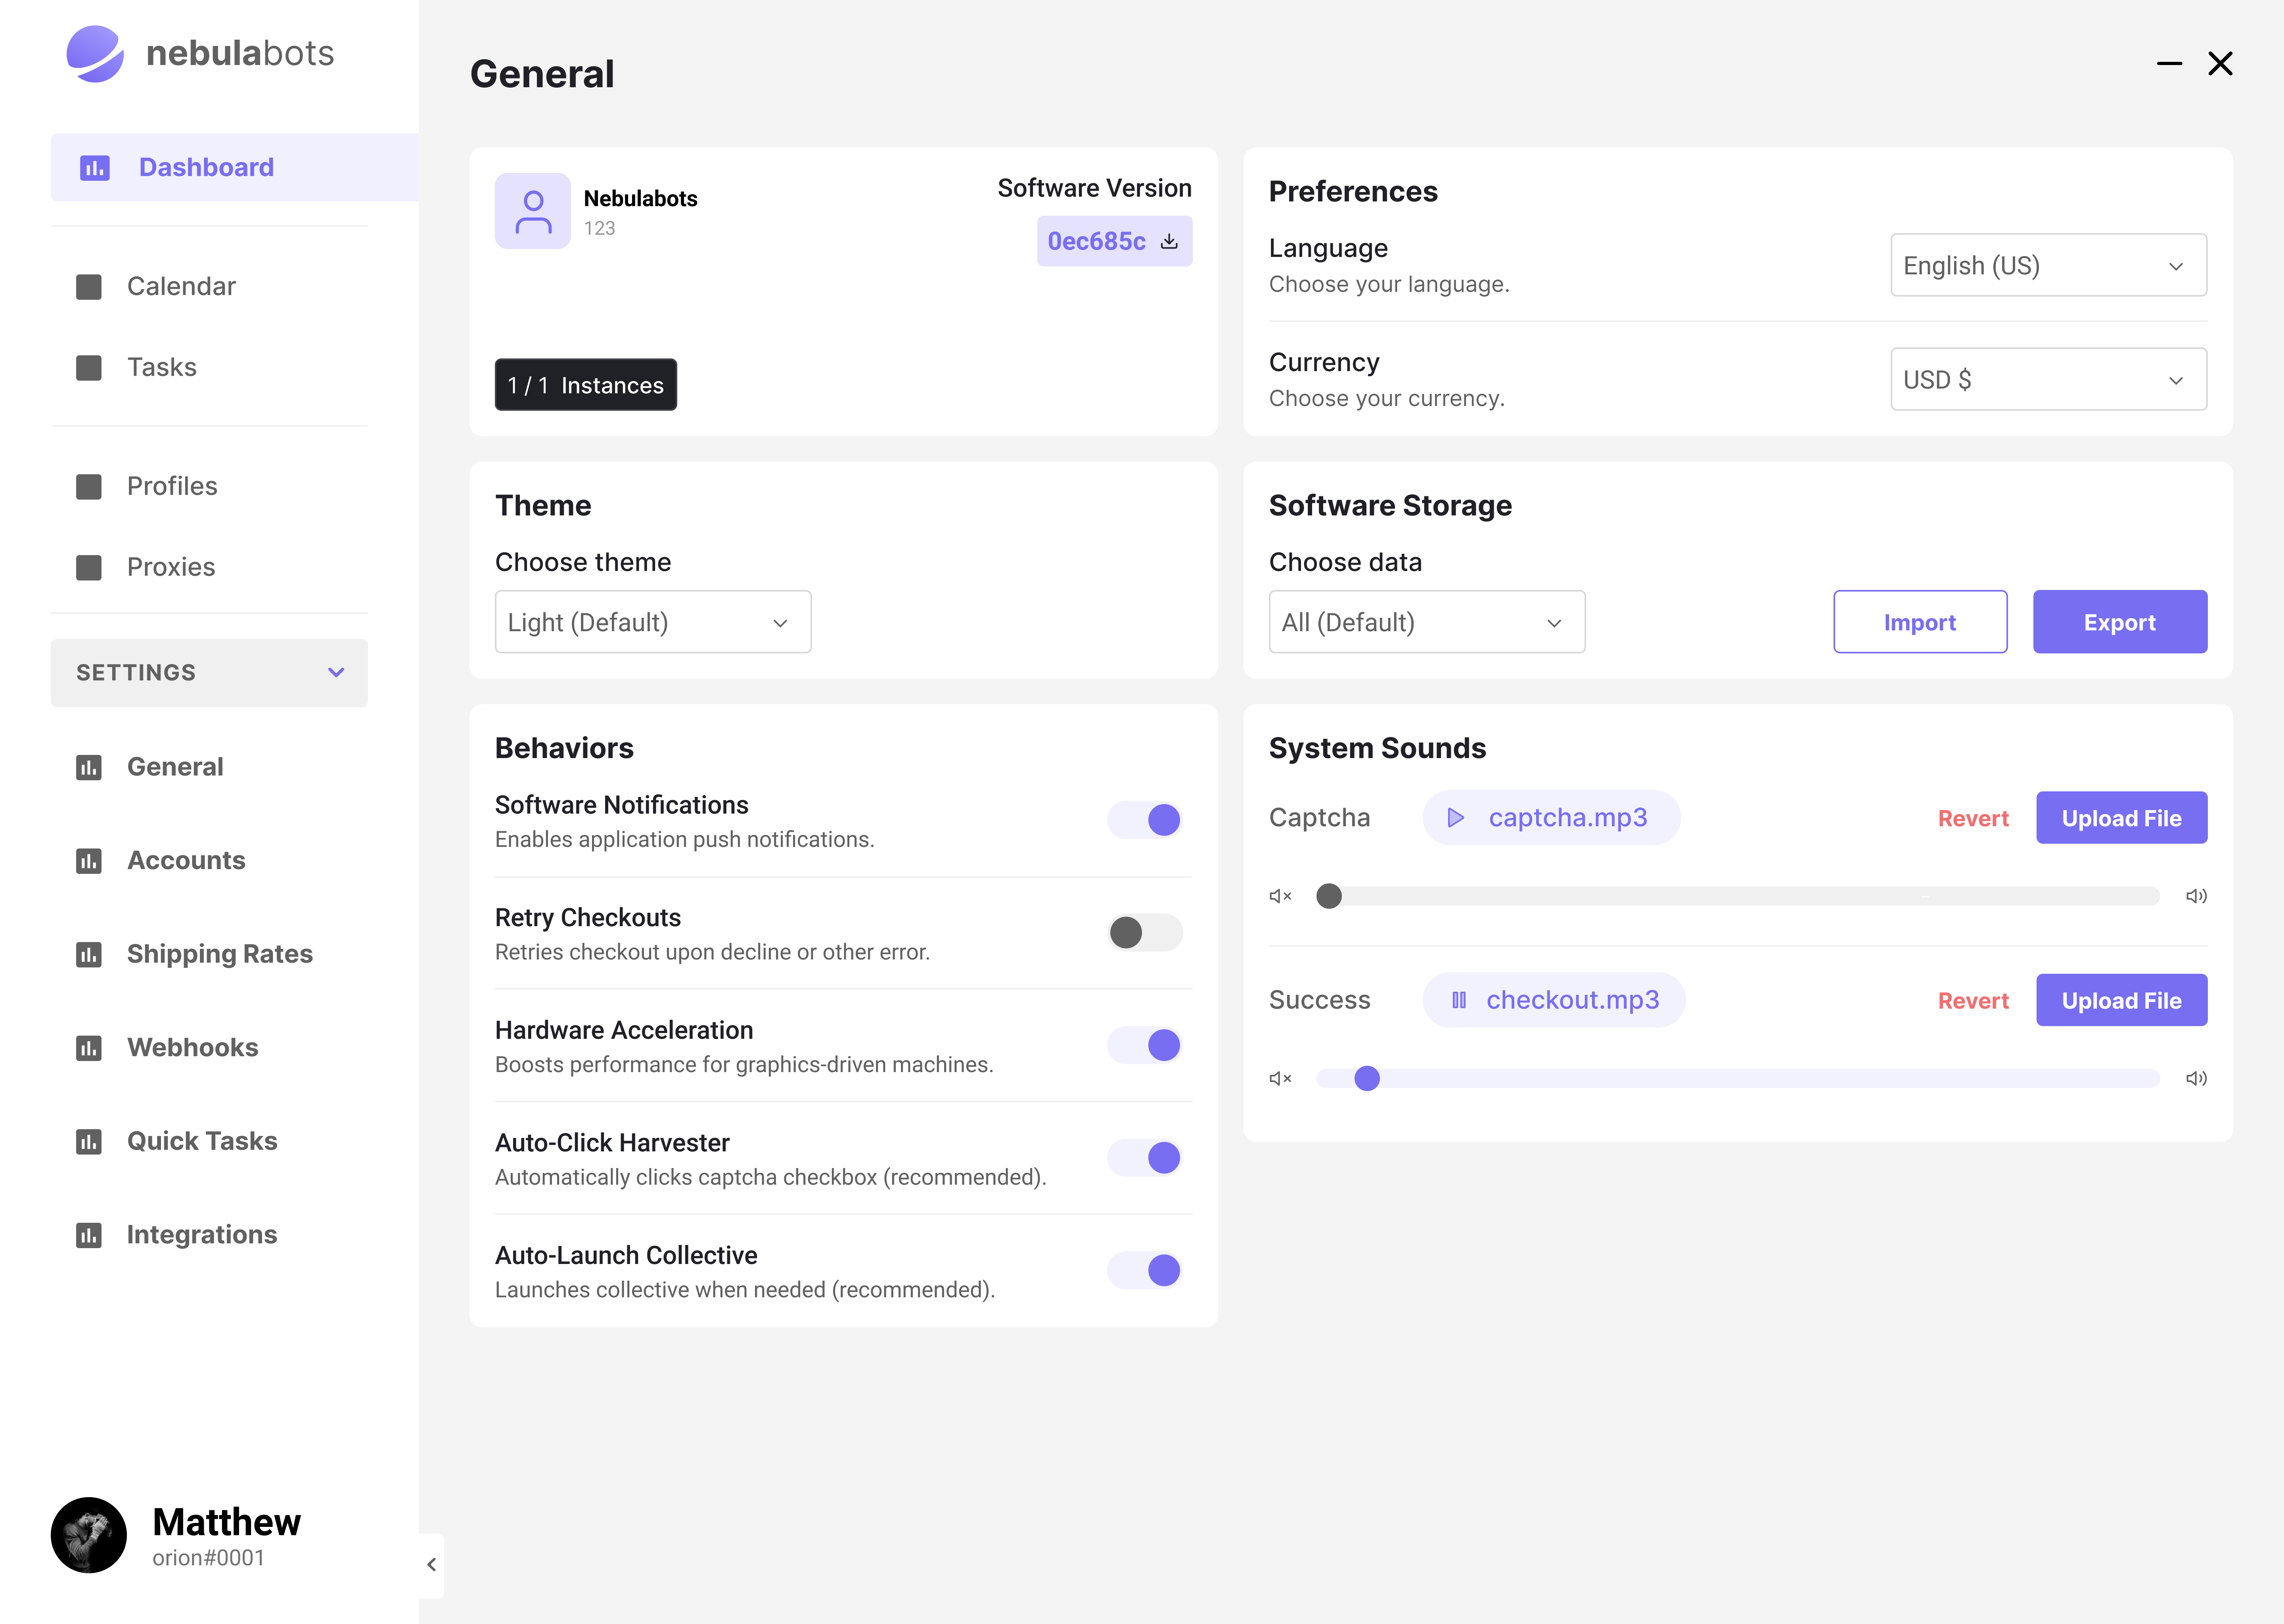 nebulabots
Dashboard
Calendar
Tasks
Profiles
Proxies
SETTINGS
General
Accounts
Shipping Rates
Webhooks
Quick Tasks
Integrations
Matthew
orion#0001
General
Nebulabots
123
Software Version
0ec685c
1 / 1 Instances
Preferences
Language
Choose your language.
English (US)
Currency
Choose your currency.
USD $
Theme
Choose theme
Light (Default)
Software Storage
Choose data
All (Default)
Import
Export
Behaviors
Software Notifications
Enables application push notifications.
Retry Checkouts
Retries checkout upon decline or other error.
Hardware Acceleration
Boosts performance for graphics-driven machines.
Auto-Click Harvester
Automatically clicks captcha checkbox (recommended).
Auto-Launch Collective
Launches collective when needed (recommended).
System Sounds
Captcha
captcha.mp3
Revert
Upload File
Success
checkout.mp3
Revert
Upload File